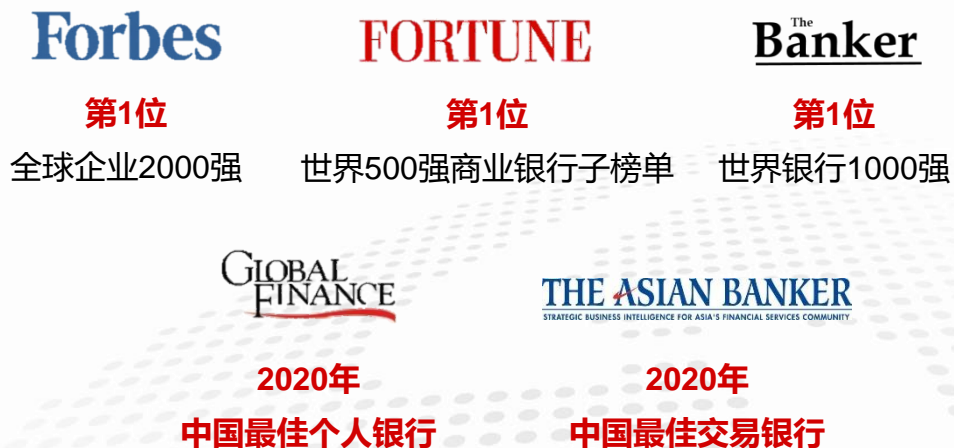 Forbes
FORTUNE
The
Banker
第1位
第1位
第1位
全球企业2000强
世界500强商业银行子榜单
世界银行1000强
GLOBAL
FINANCE
THE ASIAN BANKER
STRATEGIC BUSINESS INTELLIGENCE FOR ASIA'S FINANCIAL SERVICES COMMUNITY
2020年
2020年
中国最佳个人银行
中国最佳交易银行